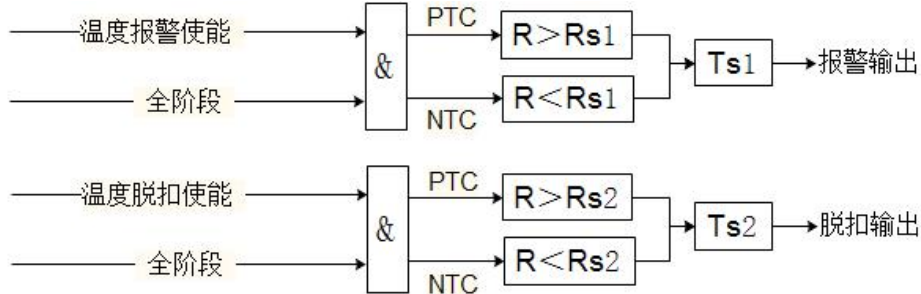 温度报警使能
全阶段
&
PTC
NTC
R>Rs1
R<Rs1
Ts1
报警输出
温度脱扣使能
全阶段
&
PTC
NTC
R>Rs2
R<Rs2
Ts2
脱扣输出